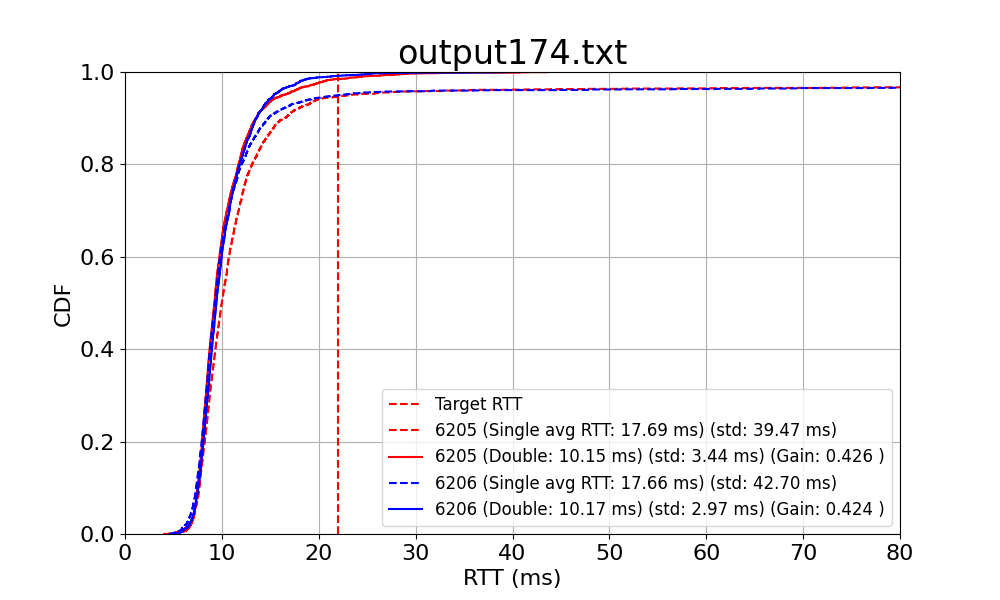 output174.txt
1.0
0.8
0.6
0.4
0.2
0.0
CDF
Target RTT
6205 (Single avg RTT: 17.69 ms) (std: 39.47 ms)
6205 (Double: 10.15 ms) (std: 3.44 ms) (Gain: 0.426 )
6206 (Single avg RTT: 17.66 ms) (std: 42.70 ms)
6206 (Double: 10.17 ms) (std: 2.97 ms) (Gain: 0.424 )
0 10 20 30 40 50 60 70 80
RTT (ms)